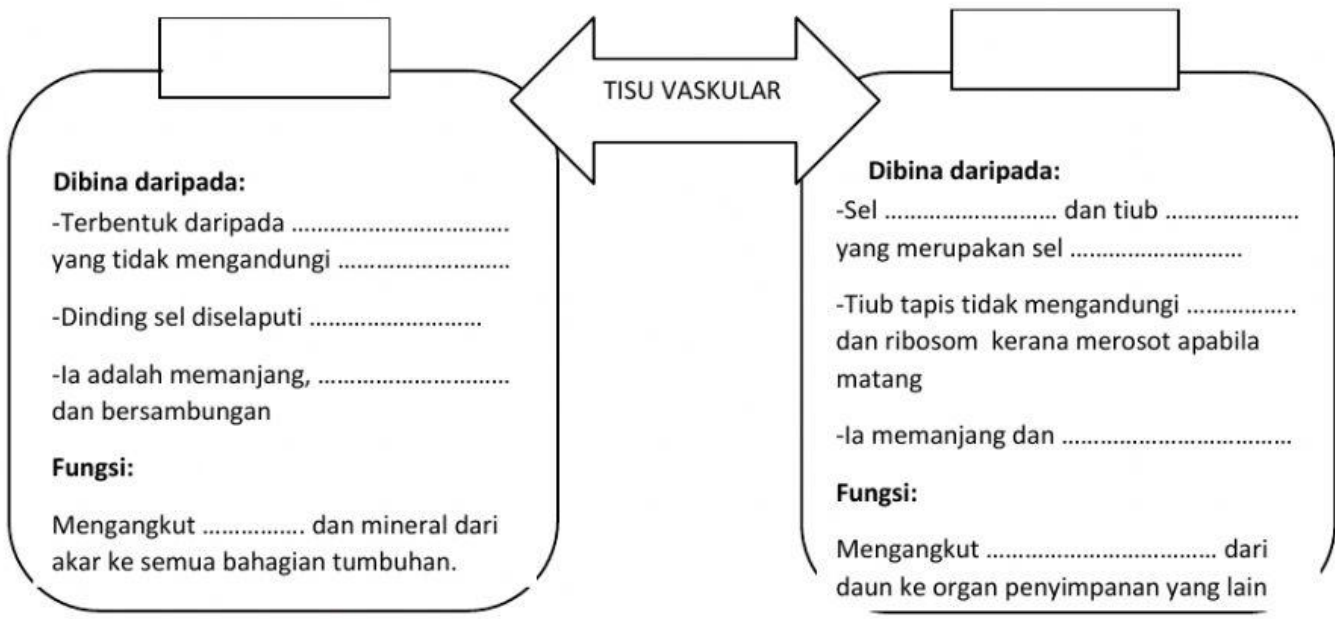 TISU VASKULAR
Dibina daripada:
-Terbentuk daripada ..................................
yang tidak mengandungi ...........................
-Dinding sel diselaputi ...........................
-Ia adalah memanjang, ..............................
dan bersambungan
Fungsi:
Mengangkut ................ dan mineral dari
akar ke semua bahagian tumbuhan.
Dibina daripada:
-Sel ........................... dan tiub .....................
yang merupakan sel ...........................
-Tiub tapis tidak mengandungi .................
dan ribosom kerana merosot apabila
matang
-Ia memanjang dan ....................................
Fungsi:
Mengangkut .................................... dari
daun ke organ penyimpanan yang lain